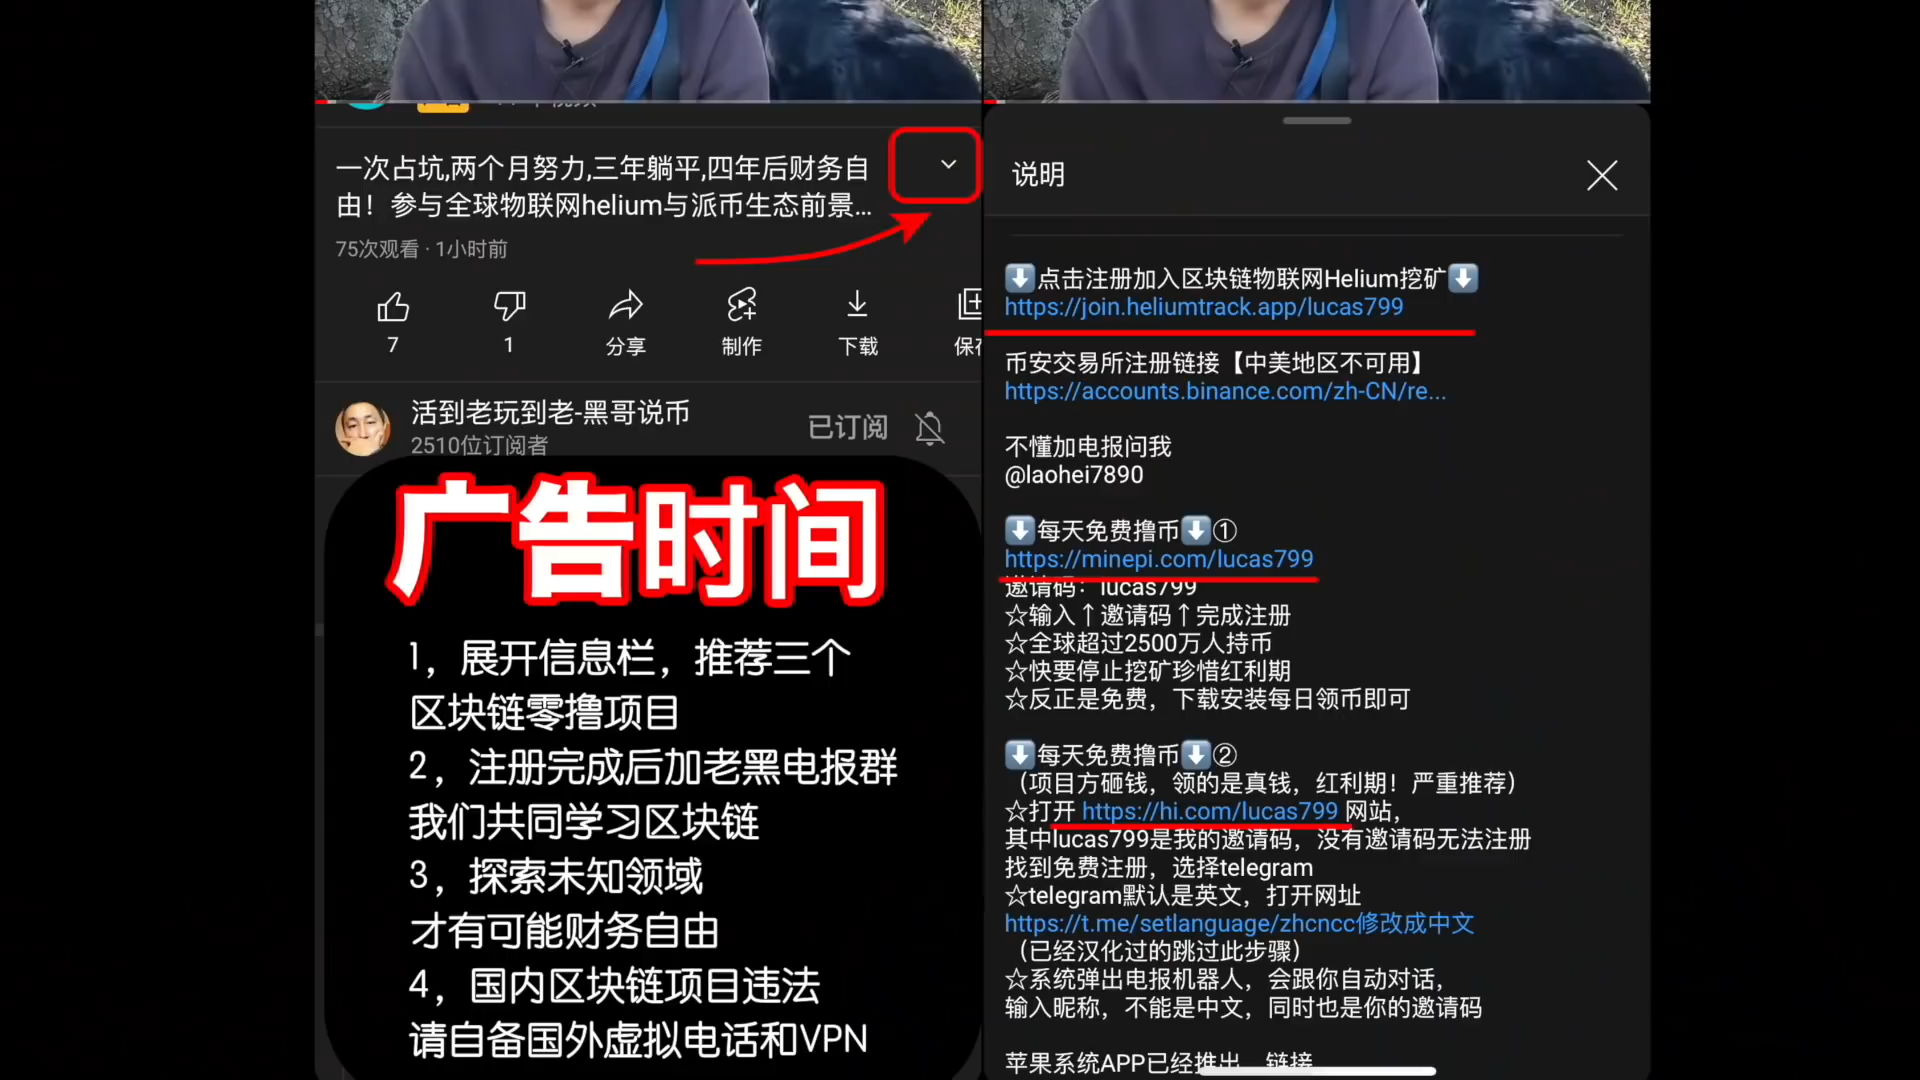 一次占坑,两个月努力,三年躺平,四年后财务自
由！参与全球物联网helium与派币生态前景...
75次观看 · 1小时前
7
1
分享
制作
下载
保存
活到老玩到老-黑哥说币
2510位订阅者
已订阅
广告时间
1，展开信息栏，推荐三个
区块链零撸项目
2，注册完成后加老黑电报群
我们共同学习区块链
3，探索未知领域
才有可能财务自由
4，国内区块链项目违法
请自备国外虚拟电话和VPN
说明
⬇️点击注册加入区块链物联网Helium挖矿⬇️
https://join.heliumtrack.app/lucas799
币安交易所注册链接【中美地区不可用】
https://accounts.binance.com/zh-CN/re...
不懂加电报问我
@laohei7890
⬇️每天免费撸币⬇️①
https://minepi.com/lucas799
邀请码：lucas799
☆输入↑邀请码↑完成注册
☆全球超过2500万人持币
☆快要停止挖矿珍惜红利期
☆反正是免费，下载安装每日领币即可
⬇️每天免费撸币⬇️②
（项目方砸钱，领的是真钱，红利期！严重推荐）
☆打开 https://hi.com/lucas799 网站，
其中lucas799是我的邀请码，没有邀请码无法注册
找到免费注册，选择telegram
☆telegram默认是英文，打开网址
https://t.me/setlanguage/zhcncc修改成中文
（已经汉化过的跳过此步骤）
☆系统弹出电报机器人，会跟你自动对话，
输入昵称，不能是中文，同时也是你的邀请码
苹果系统APP已经推出，链接